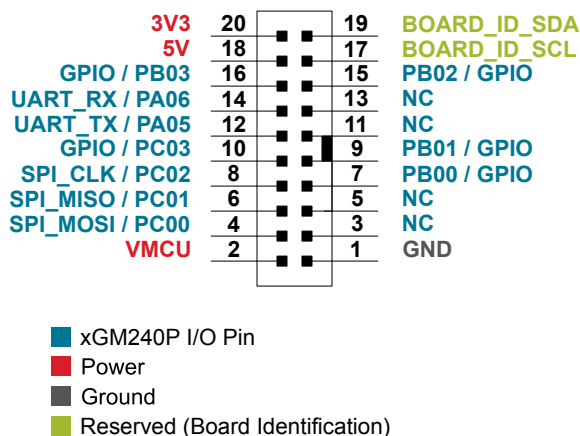 3V3 20 19 BOARD_ID_SDA
5V 18 17 BOARD_ID_SCL
GPIO / PB03 16 15 PB02 / GPIO
UART_RX / PA06 14 13 NC
UART_TX / PA05 12 11 NC
GPIO / PC03 10 9 PB01 / GPIO
SPI_CLK / PC02 8 7 PB00 / GPIO
SPI_MISO / PC01 6 5 NC
SPI_MOSI / PC00 4 3 NC
VMCU 2 1 GND
xGM240P I/O Pin
Power
Ground
Reserved (Board Identification)